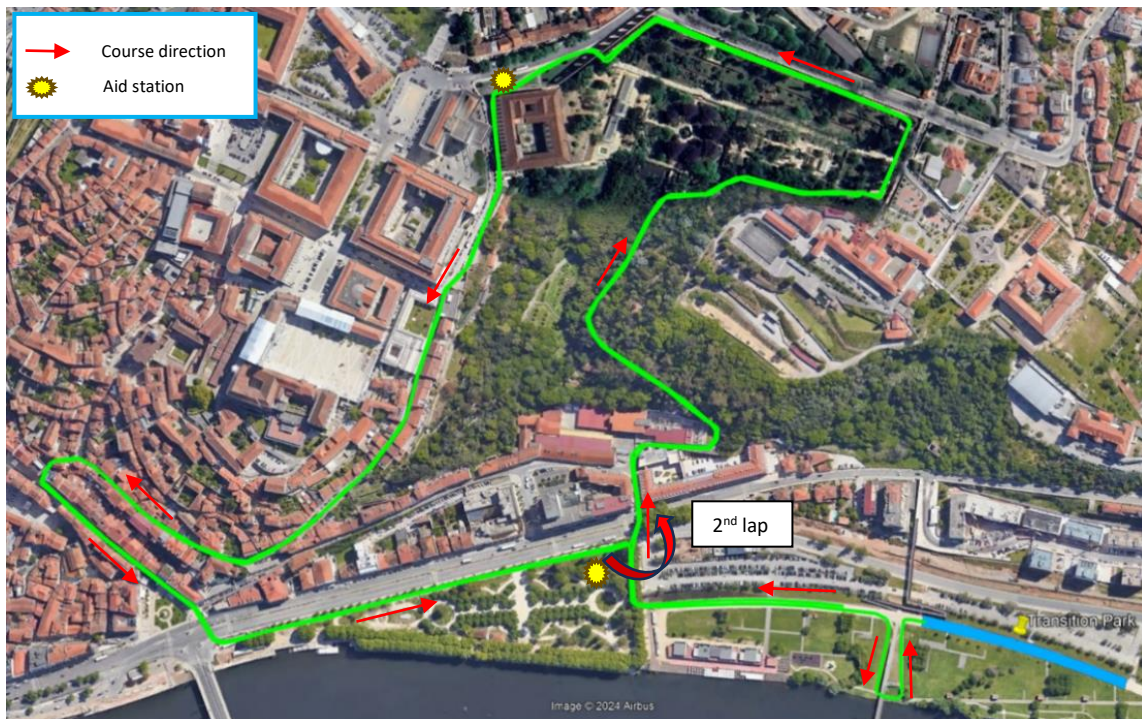 Course direction
Aid station
2nd lap
Transition Park
Image © 2024 Airbus